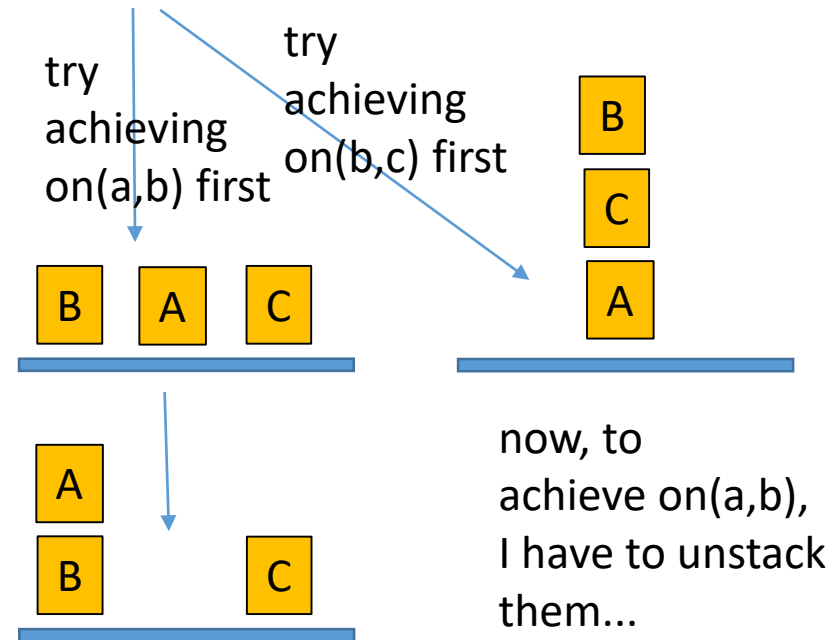 try
achieving
on(a,b) first
try
achieving
on(b,c) first
B
C
A
B A C
A
B C
now, to
achieve on(a,b),
I have to unstack
them...